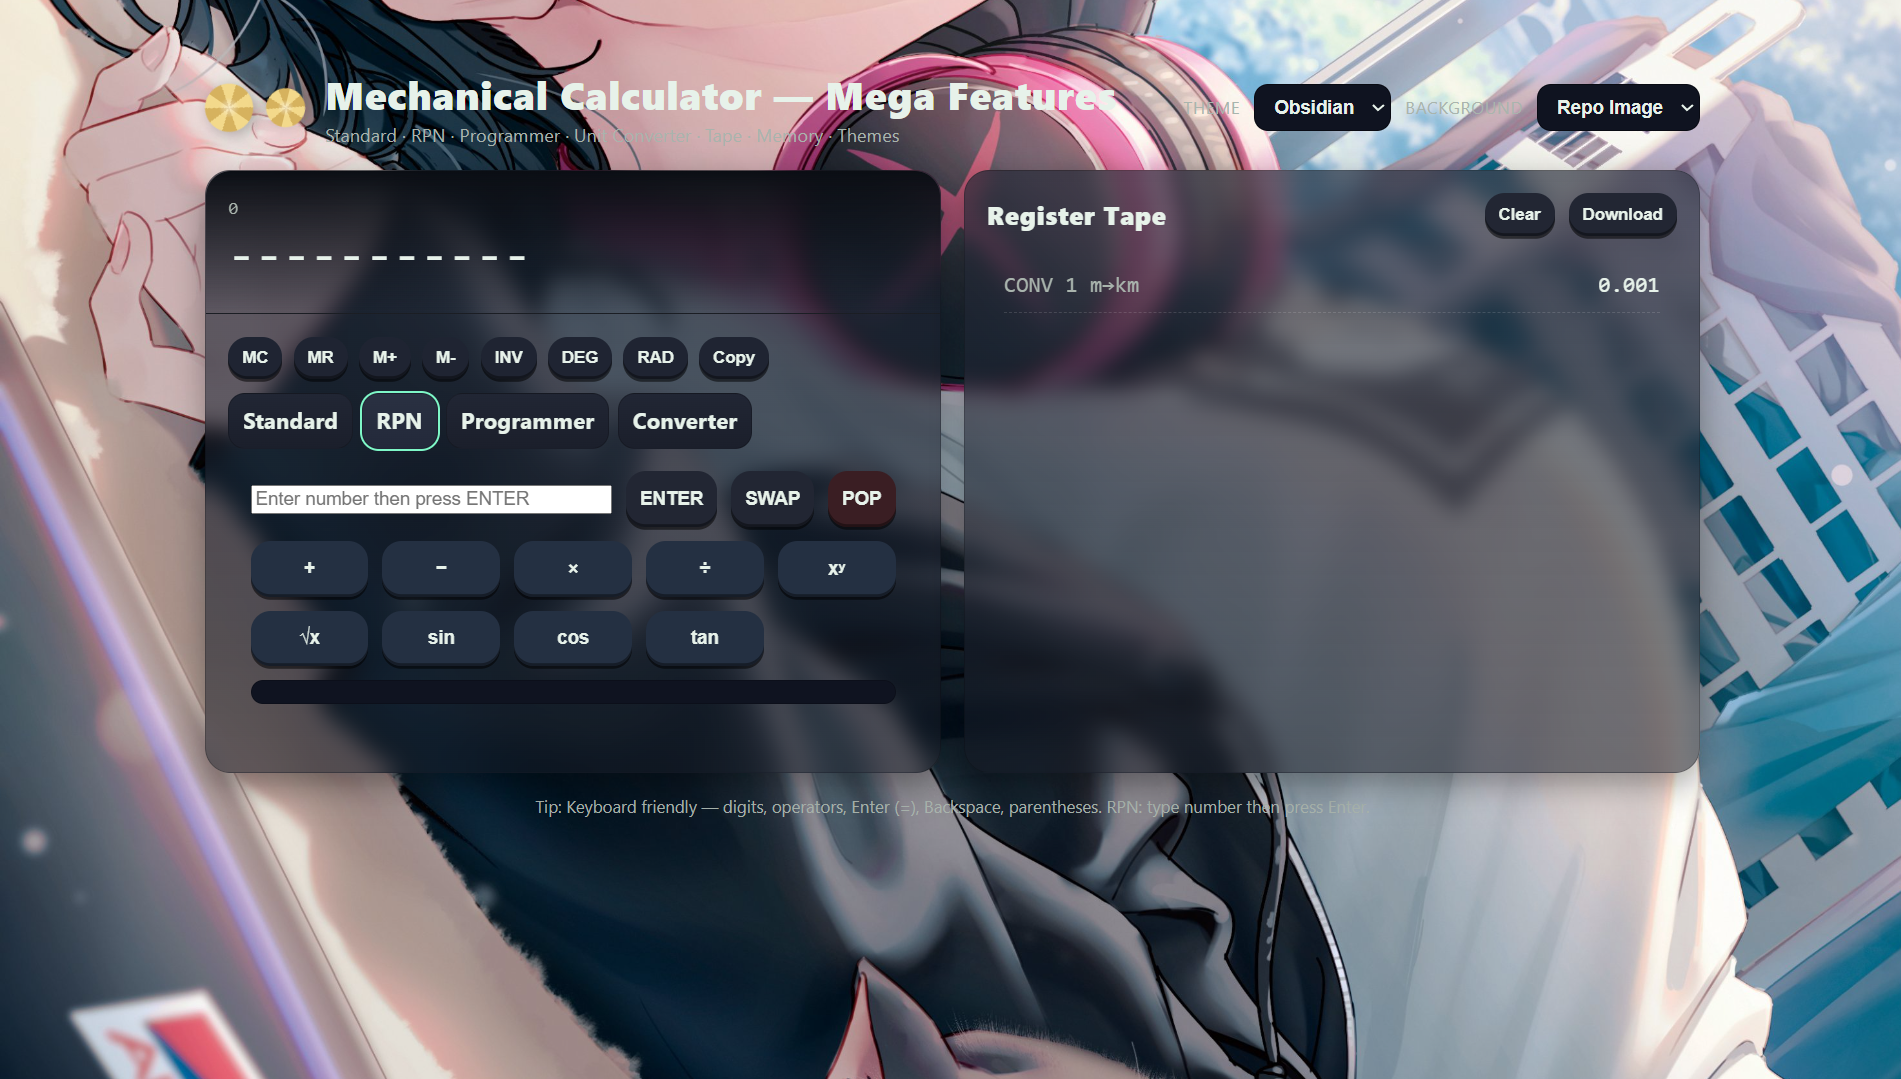 Mechanical Calculator — Mega Features
Standard · RPN · Programmer · Unit Converter · Tape · Memory · Themes
THEME Obsidian BACKGROUND Repo Image
0
-----------
MC MR M+ M- INV DEG RAD Copy
Standard RPN Programmer Converter
Enter number then press ENTER ENTER SWAP POP
+ − × ÷ xʸ
√x sin cos tan
Register Tape Clear Download
CONV 1 m→km 0.001
Tip: Keyboard friendly — digits, operators, Enter (=), Backspace, parentheses. RPN: type number then press Enter.